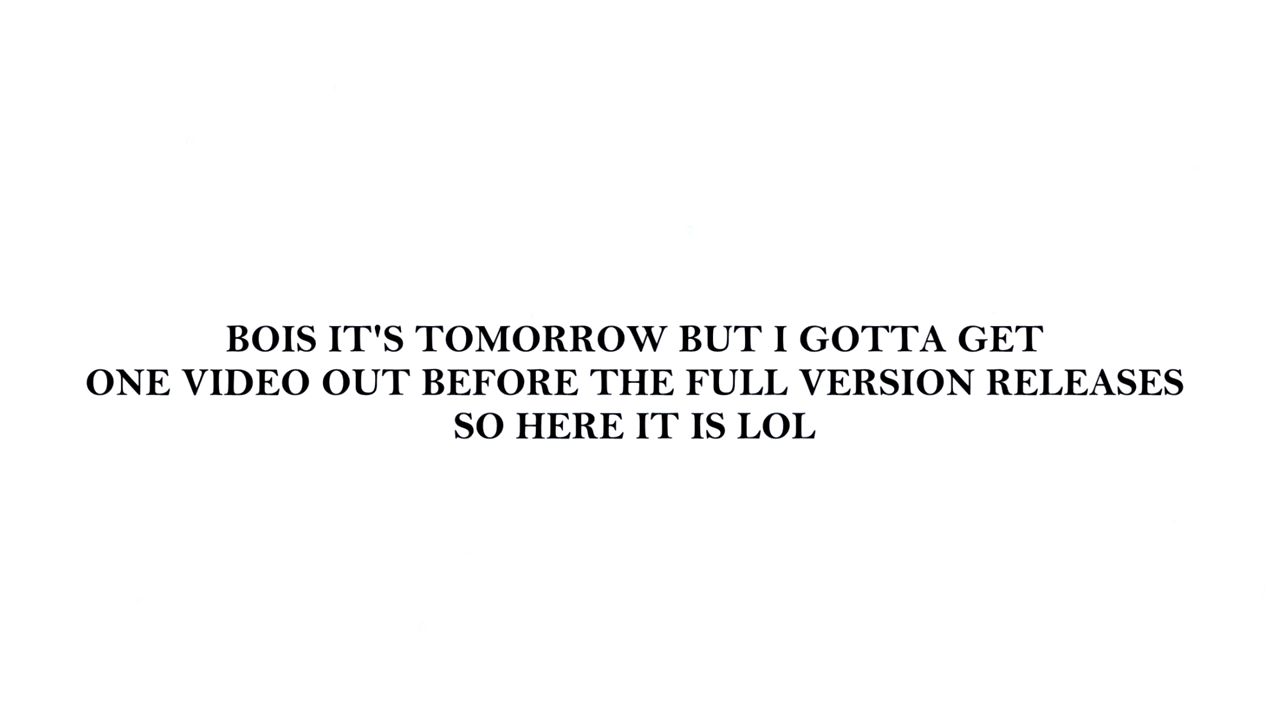 BOIS IT'S TOMORROW BUT I GOTTA GET
ONE VIDEO OUT BEFORE THE FULL VERSION RELEASES
SO HERE IT IS LOL